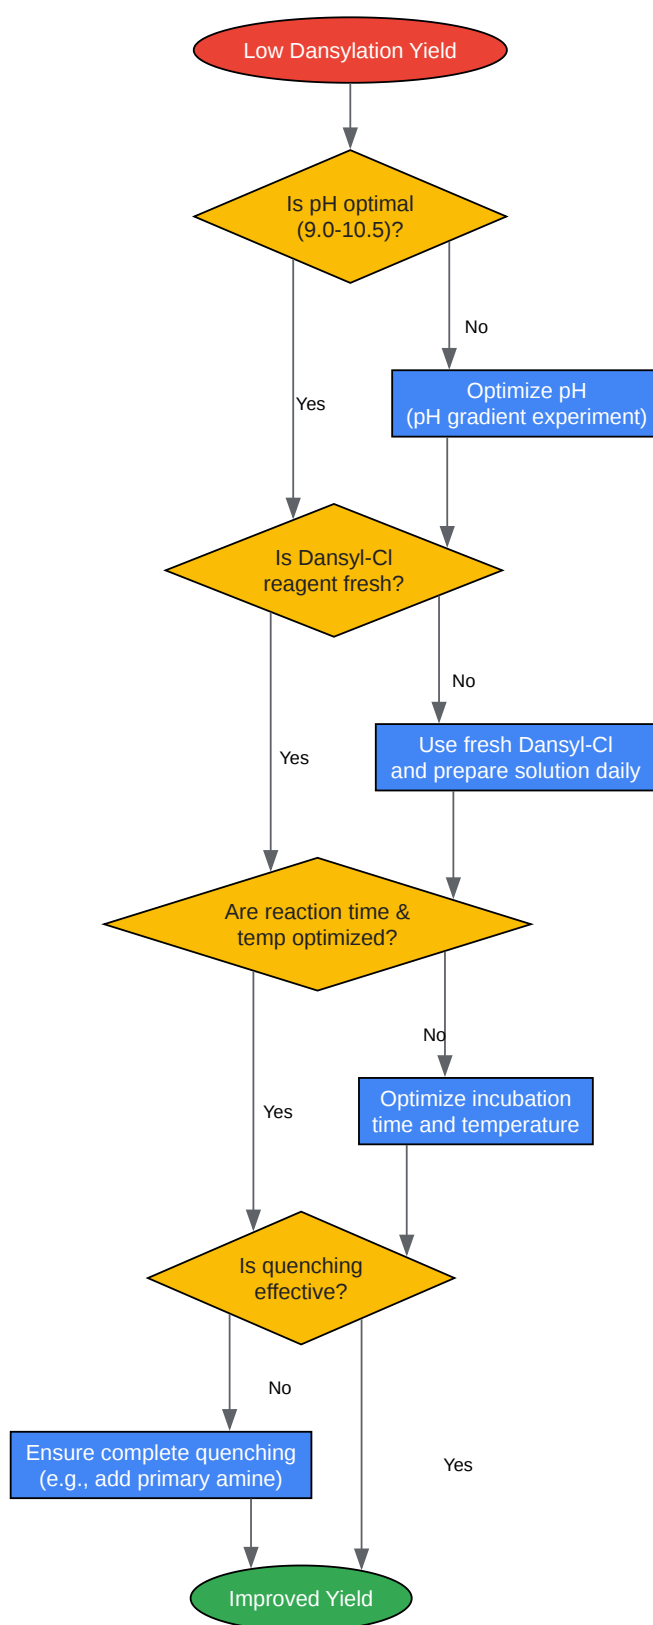 Low Dansylation Yield
Is pH optimal
(9.0-10.5)?
No
Optimize pH
(pH gradient experiment)
Yes
Is Dansyl-Cl
reagent fresh?
No
Use fresh Dansyl-Cl
and prepare solution daily
Yes
Are reaction time &
temp optimized?
No
Optimize incubation
time and temperature
Yes
Is quenching
effective?
No
Ensure complete quenching
(e.g., add primary amine)
Yes
Improved Yield